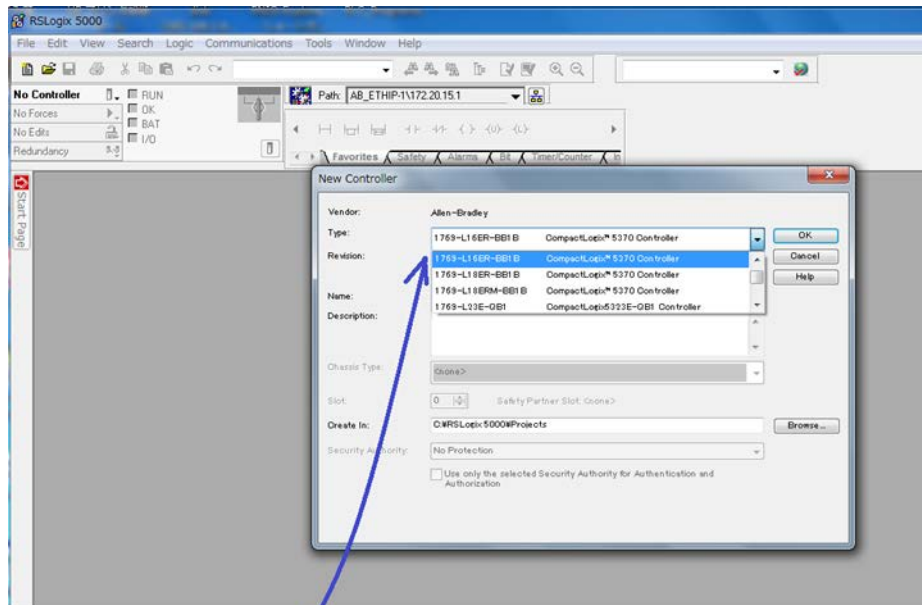 RSLogix 5000
File Edit View Search Logic Communications Tools Window Help
No Controller RUN Path: AB_ETHIP-1\172.20.15.1
No Forces OK
No Edits BAT
Redundancy I/O
Favorites Safety Alarms Bit Timer/Counter In
Start Page
New Controller
Vendor: Allen-Bradley
Type: 1769-L16ER-BB1B CompactLogix™ 5370 Controller OK
Revision: 1769-L16ER-BB1B CompactLogix™ 5370 Controller Cancel
1769-L18ER-BB1B CompactLogix™ 5370 Controller Help
Name: 1769-L18ERM-BB1B CompactLogix™ 5370 Controller
Description: 1769-L23E-QB1 CompactLogix5323E-QB1 Controller
Chassis Type: <none>
Slot: 0 Safety Partner Slot: <none>
Create In: C:¥RSLogix 5000¥Projects Browse...
Security Authority: No Protection
Use only the selected Security Authority for Authentication and
Authorization